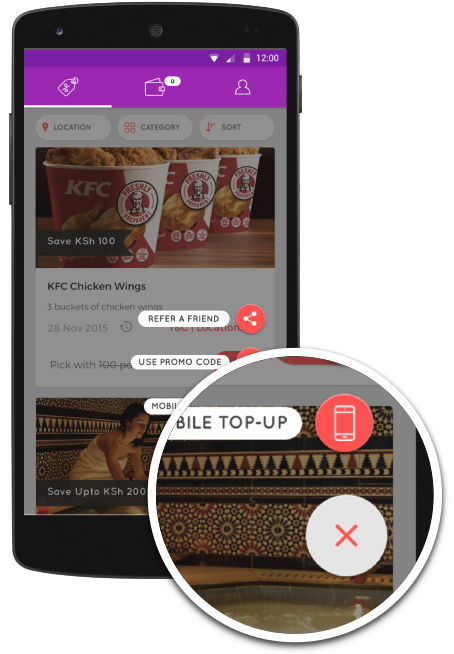 12:00
0
LOCATION
CATEGORY
SORT
KFC
FRESHLY
PREPARED
Save KSh 100
KFC Chicken Wings
3 buckets of chicken wings
REFER A FRIEND
28 Nov 2015
T&C | Location
USE PROMO CODE
Pick with 100 po
MOBIL
BILE TOP-UP
Save Upto KSh 200